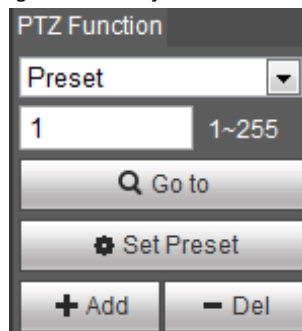 PTZ Function
Preset
1 1~255
Go to
Set Preset
Add Del